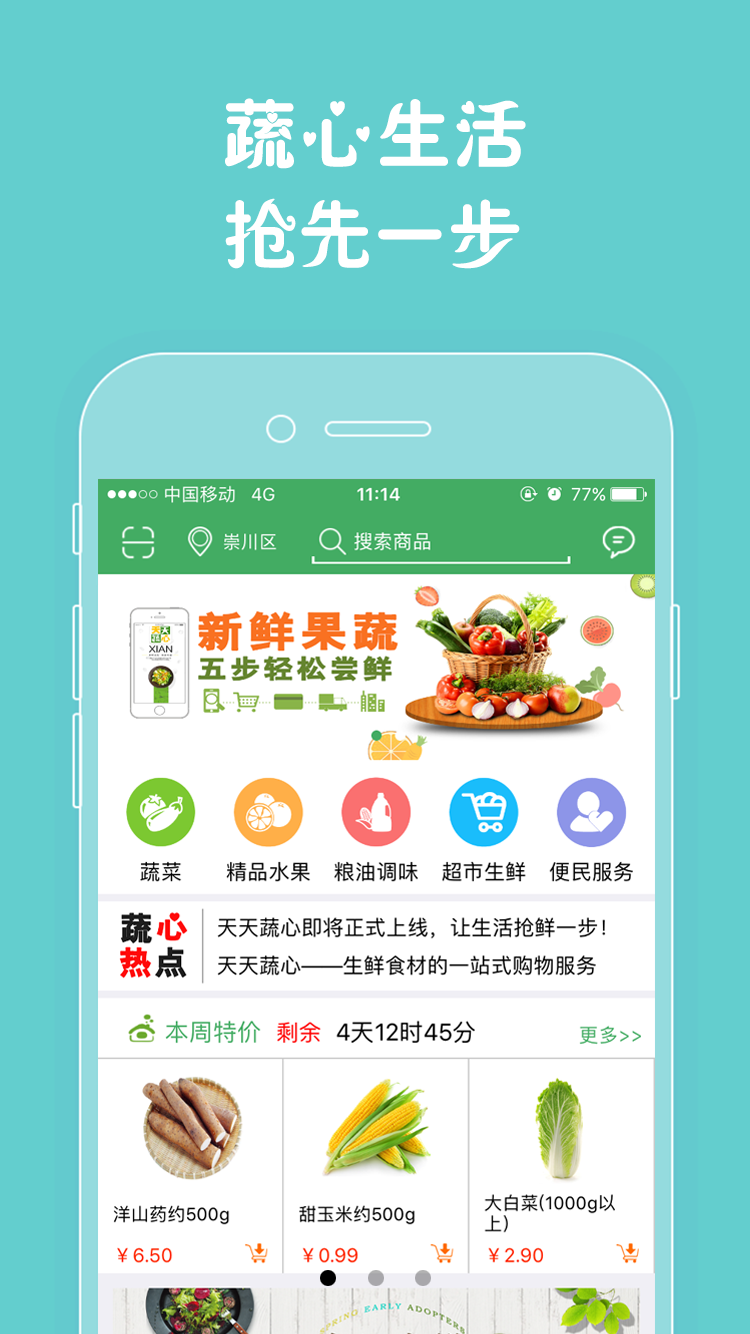 蔬心生活
抢先一步
中国移动 4G 11:14 77%
崇川区 搜索商品
天天
蔬心
XIAN
新鲜果蔬
五步轻松尝鲜
蔬菜 精品水果 粮油调味 超市生鲜 便民服务
蔬心
热点
天天蔬心即将正式上线，让生活抢鲜一步！
天天蔬心——生鲜食材的一站式购物服务
本周特价 剩余 4天12时45分 更多>>
洋山药约500g
¥6.50
甜玉米约500g
¥0.99
大白菜(1000g以
上)
¥2.90
SPRING EARLY ADOPTERS